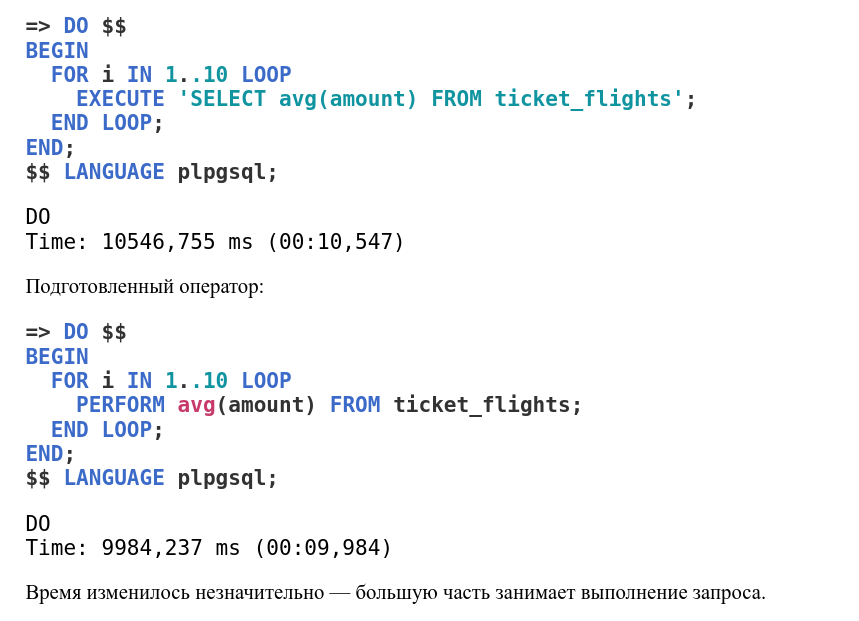 => DO $$
BEGIN
  FOR i IN 1..10 LOOP
    EXECUTE 'SELECT avg(amount) FROM ticket_flights';
  END LOOP;
END;
$$ LANGUAGE plpgsql;
DO
Time: 10546,755 ms (00:10,547)
Подготовленный оператор:
=> DO $$
BEGIN
  FOR i IN 1..10 LOOP
    PERFORM avg(amount) FROM ticket_flights;
  END LOOP;
END;
$$ LANGUAGE plpgsql;
DO
Time: 9984,237 ms (00:09,984)
Время изменилось незначительно — большую часть занимает выполнение запроса.